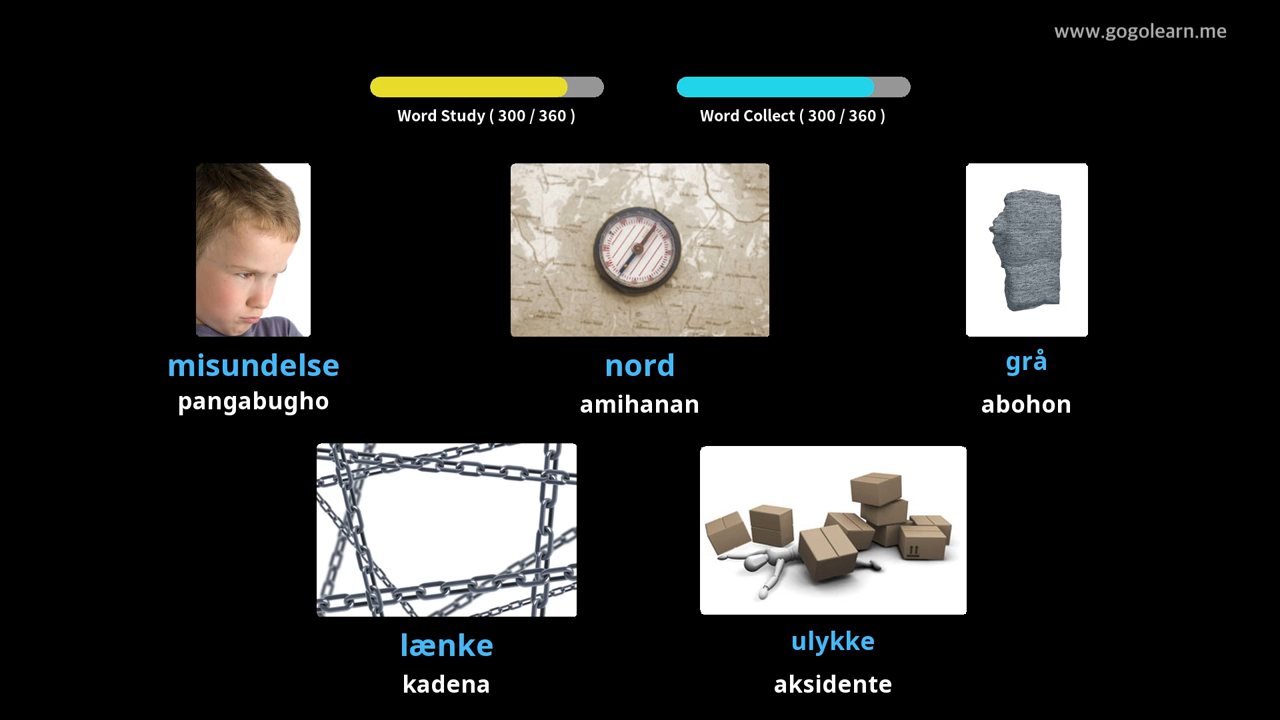 www.gogolearn.me
Word Study ( 300 / 360 )
Word Collect ( 300 / 360 )
misundelse
pangabugho
nord
amihanan
grå
abohon
lænke
kadena
ulykke
aksidente